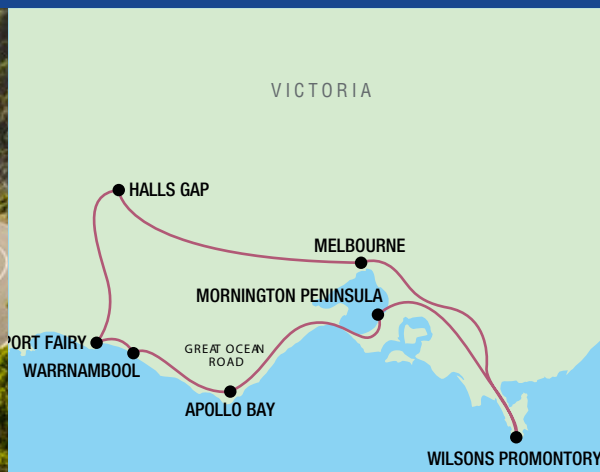 VICTORIA
HALLS GAP
MELBOURNE
MORNINGTON PENINSULA
PORT FAIRY
GREAT OCEAN
ROAD
WARRNAMBOOL
APOLLO BAY
WILSONS PROMONTORY